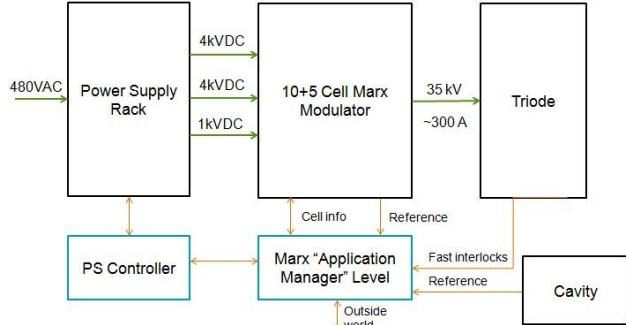 480VAC
Power Supply
Rack
4kVDC
4kVDC
1kVDC
10+5 Cell Marx
Modulator
35 kV
~300 A
Triode
Cell info
Reference
PS Controller
Marx “Application
Manager” Level
Fast interlocks
Reference
Cavity
Outside
world